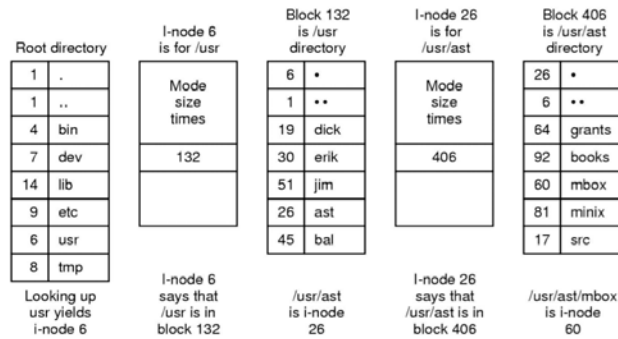 Root directory
1 .
1 ..
4 bin
7 dev
14 lib
9 etc
6 usr
8 tmp
Looking up
usr yields
i-node 6
I-node 6
is for /usr
Mode
size
times
132
I-node 6
says that
/usr is in
block 132
Block 132
is /usr
directory
6 •
1 ••
19 dick
30 erik
51 jim
26 ast
45 bal
/usr/ast
is i-node
26
I-node 26
is for
/usr/ast
Mode
size
times
406
I-node 26
says that
/usr/ast is in
block 406
Block 406
is /usr/ast
directory
26 •
6 ••
64 grants
92 books
60 mbox
81 minix
17 src
/usr/ast/mbox
is i-node
60